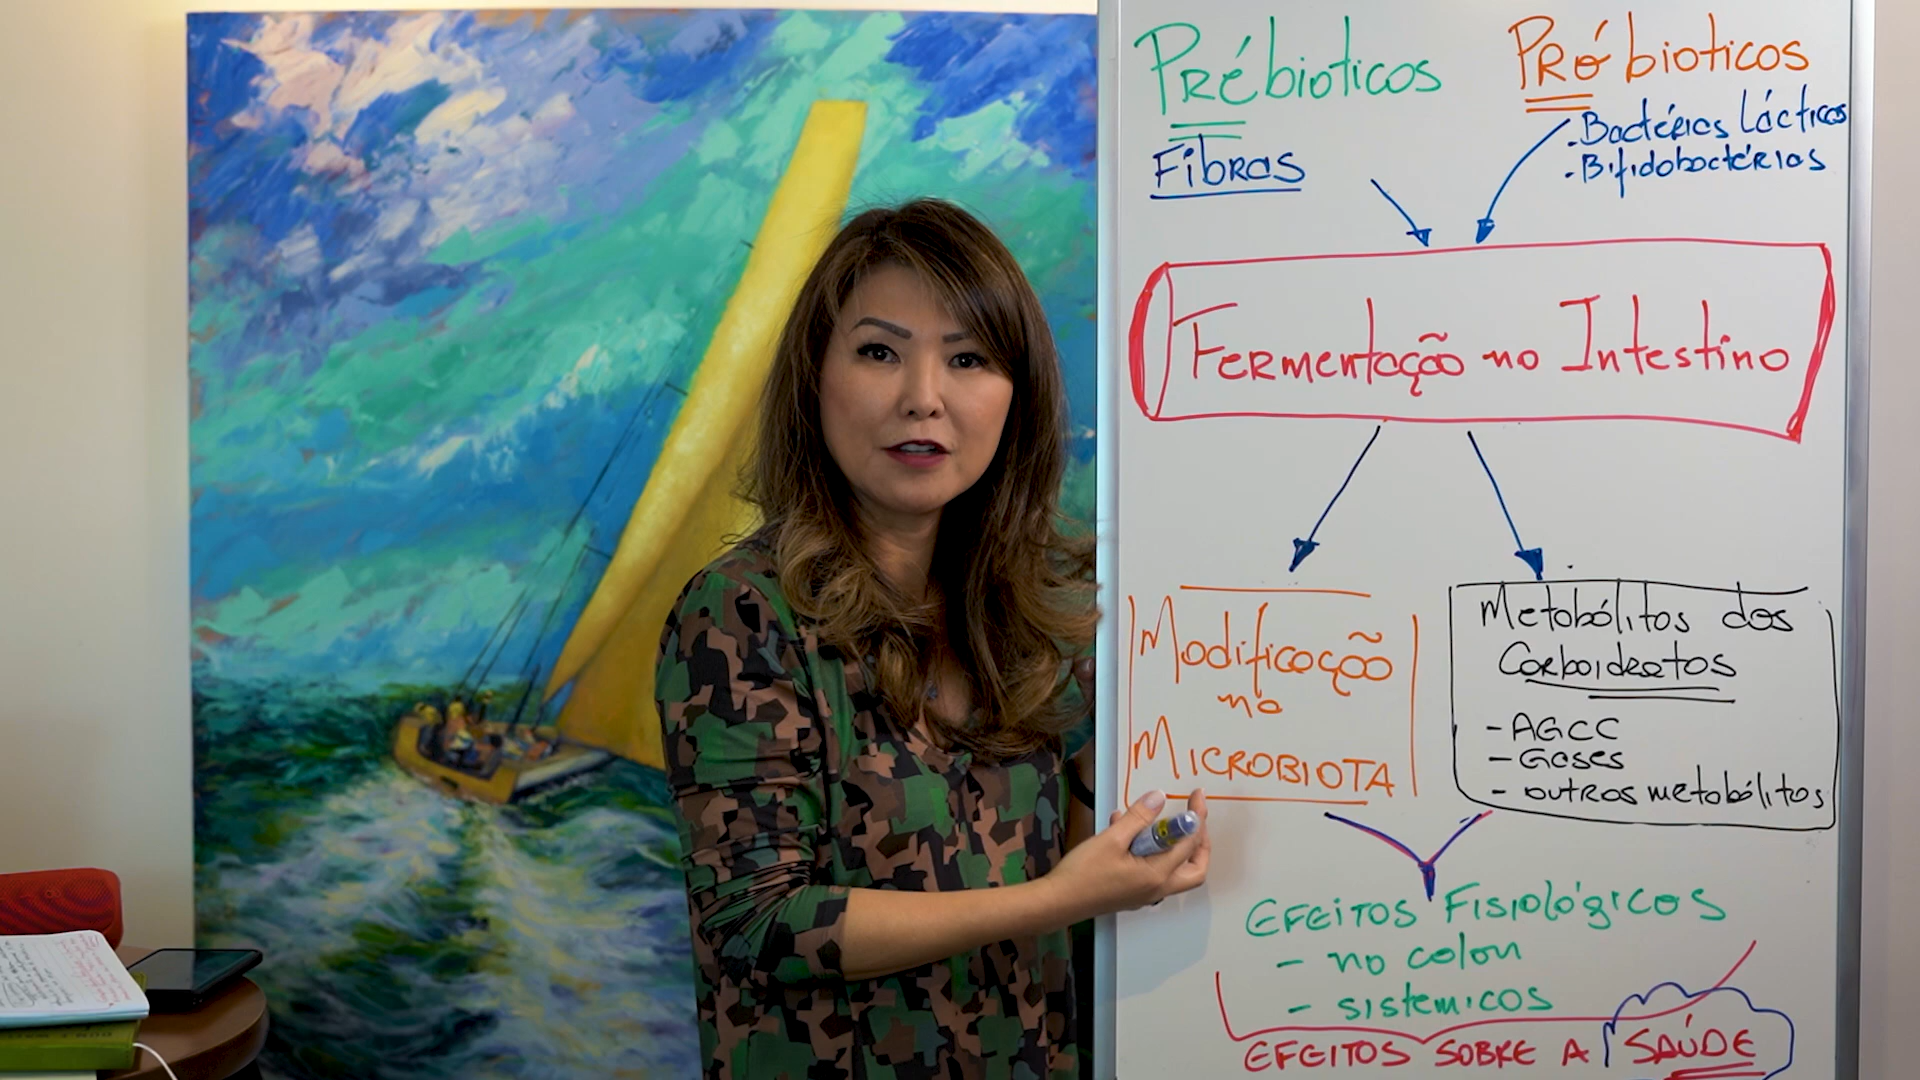 Prébioticos
Fibras
Próbioticos
- Bactérias Lácticas
- Bifidobactérias
Fermentação no Intestino
Modificação
na
MICROBIOTA
Metabólitos dos
Carboidratos
- AGCC
- Gases
- outros metabólitos
EFEITOS FISIOLÓGICOS
- no colon
- sistemicos
EFEITOS SOBRE A SAÚDE